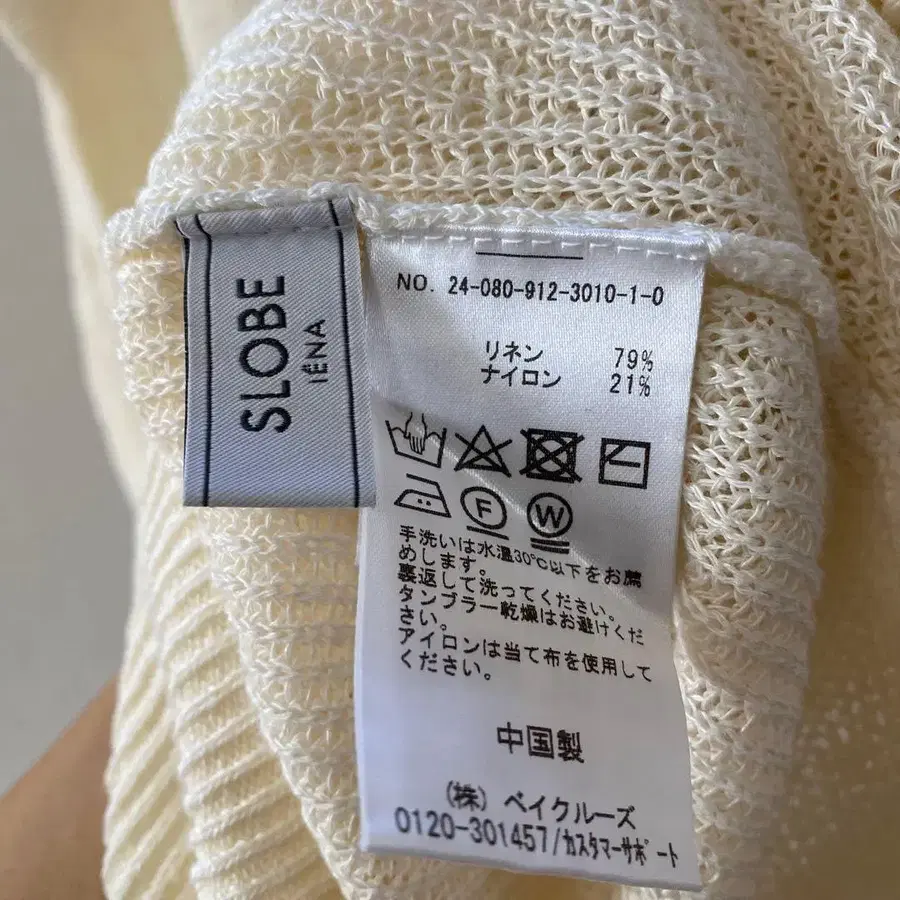 SLOBE
IÉNA
NO. 24-080-912-3010-1-0
リネン 79%
ナイロン 21%
F
W
手洗いは水温30℃以下をお薦
めします。
裏返して洗ってください。
タンブラー乾燥はお避けくだ
さい。
アイロンは当て布を使用して
ください。
中国製
(株) ベイクルーズ
0120-301457/カスタマーサポート